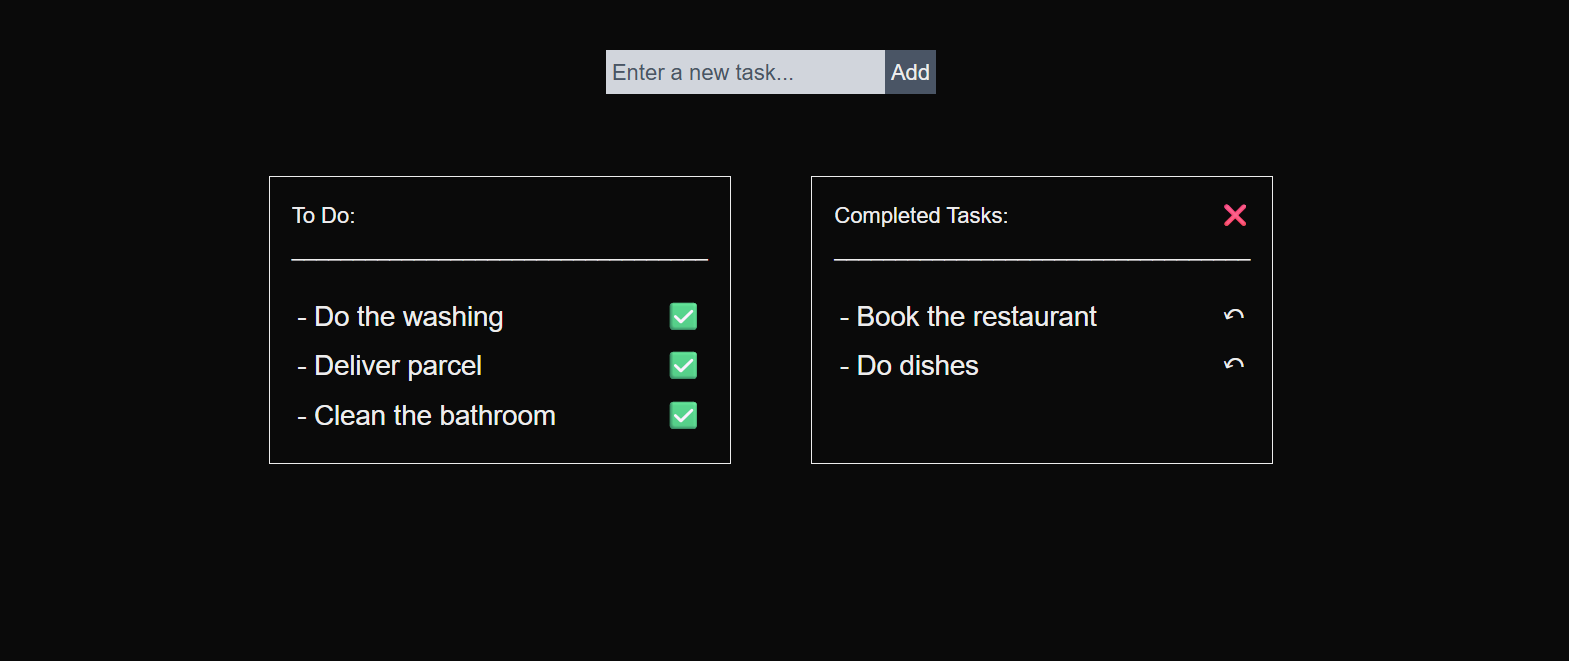 Enter a new task... Add
To Do:
- Do the washing
- Deliver parcel
- Clean the bathroom
Completed Tasks:
- Book the restaurant
- Do dishes